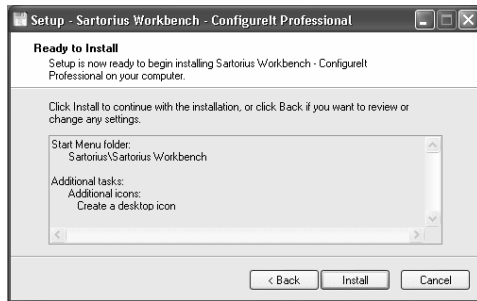 Setup - Sartorius Workbench - ConfigureIt Professional
Ready to Install
Setup is now ready to begin installing Sartorius Workbench - ConfigureIt
Professional on your computer.
Click Install to continue with the installation, or click Back if you want to review or
change any settings.
Start Menu folder:
Sartorius\Sartorius Workbench
Additional tasks:
Additional icons:
Create a desktop icon
< Back
Install
Cancel